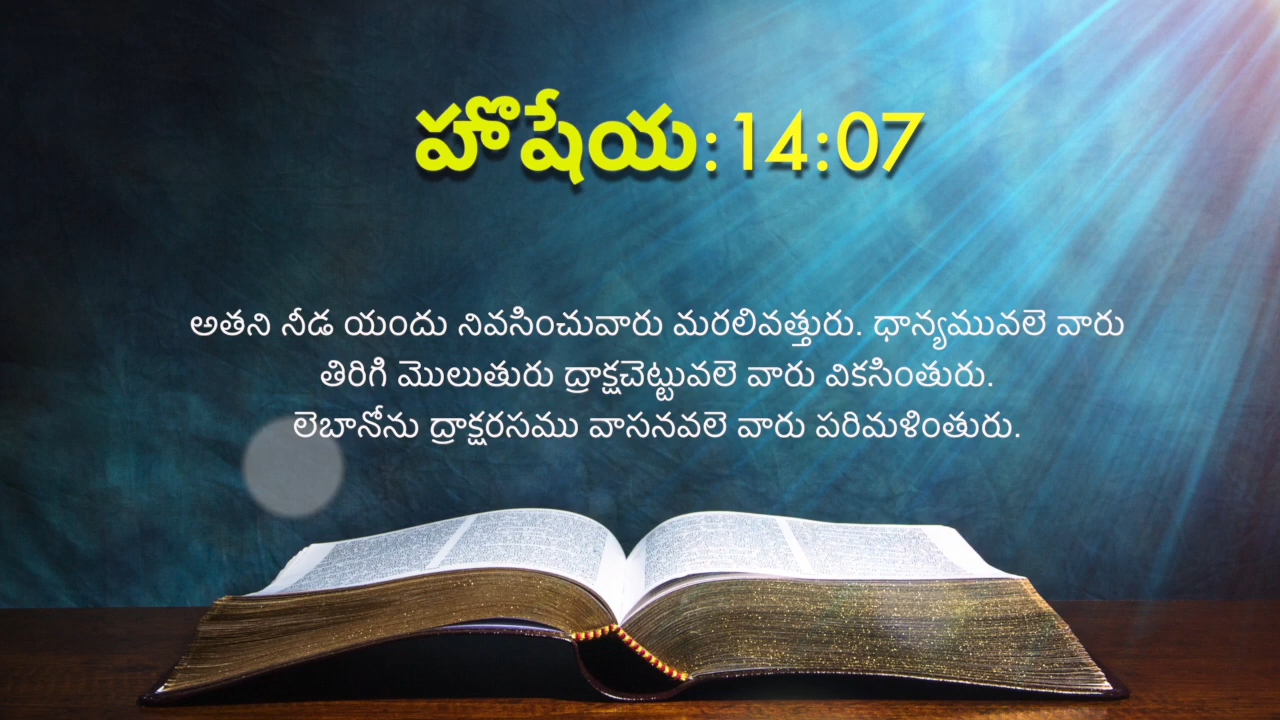 హొషేయ:14:07
అతని నీడ యందు నివసించువారు మరలివత్తురు. ధాన్యమువలె వారు
తిరిగి మొలుతురు ద్రాక్షచెట్టువలె వారు వికసింతురు.
లెబానోను ద్రాక్షరసము వాసనవలె వారు పరిమళింతురు.